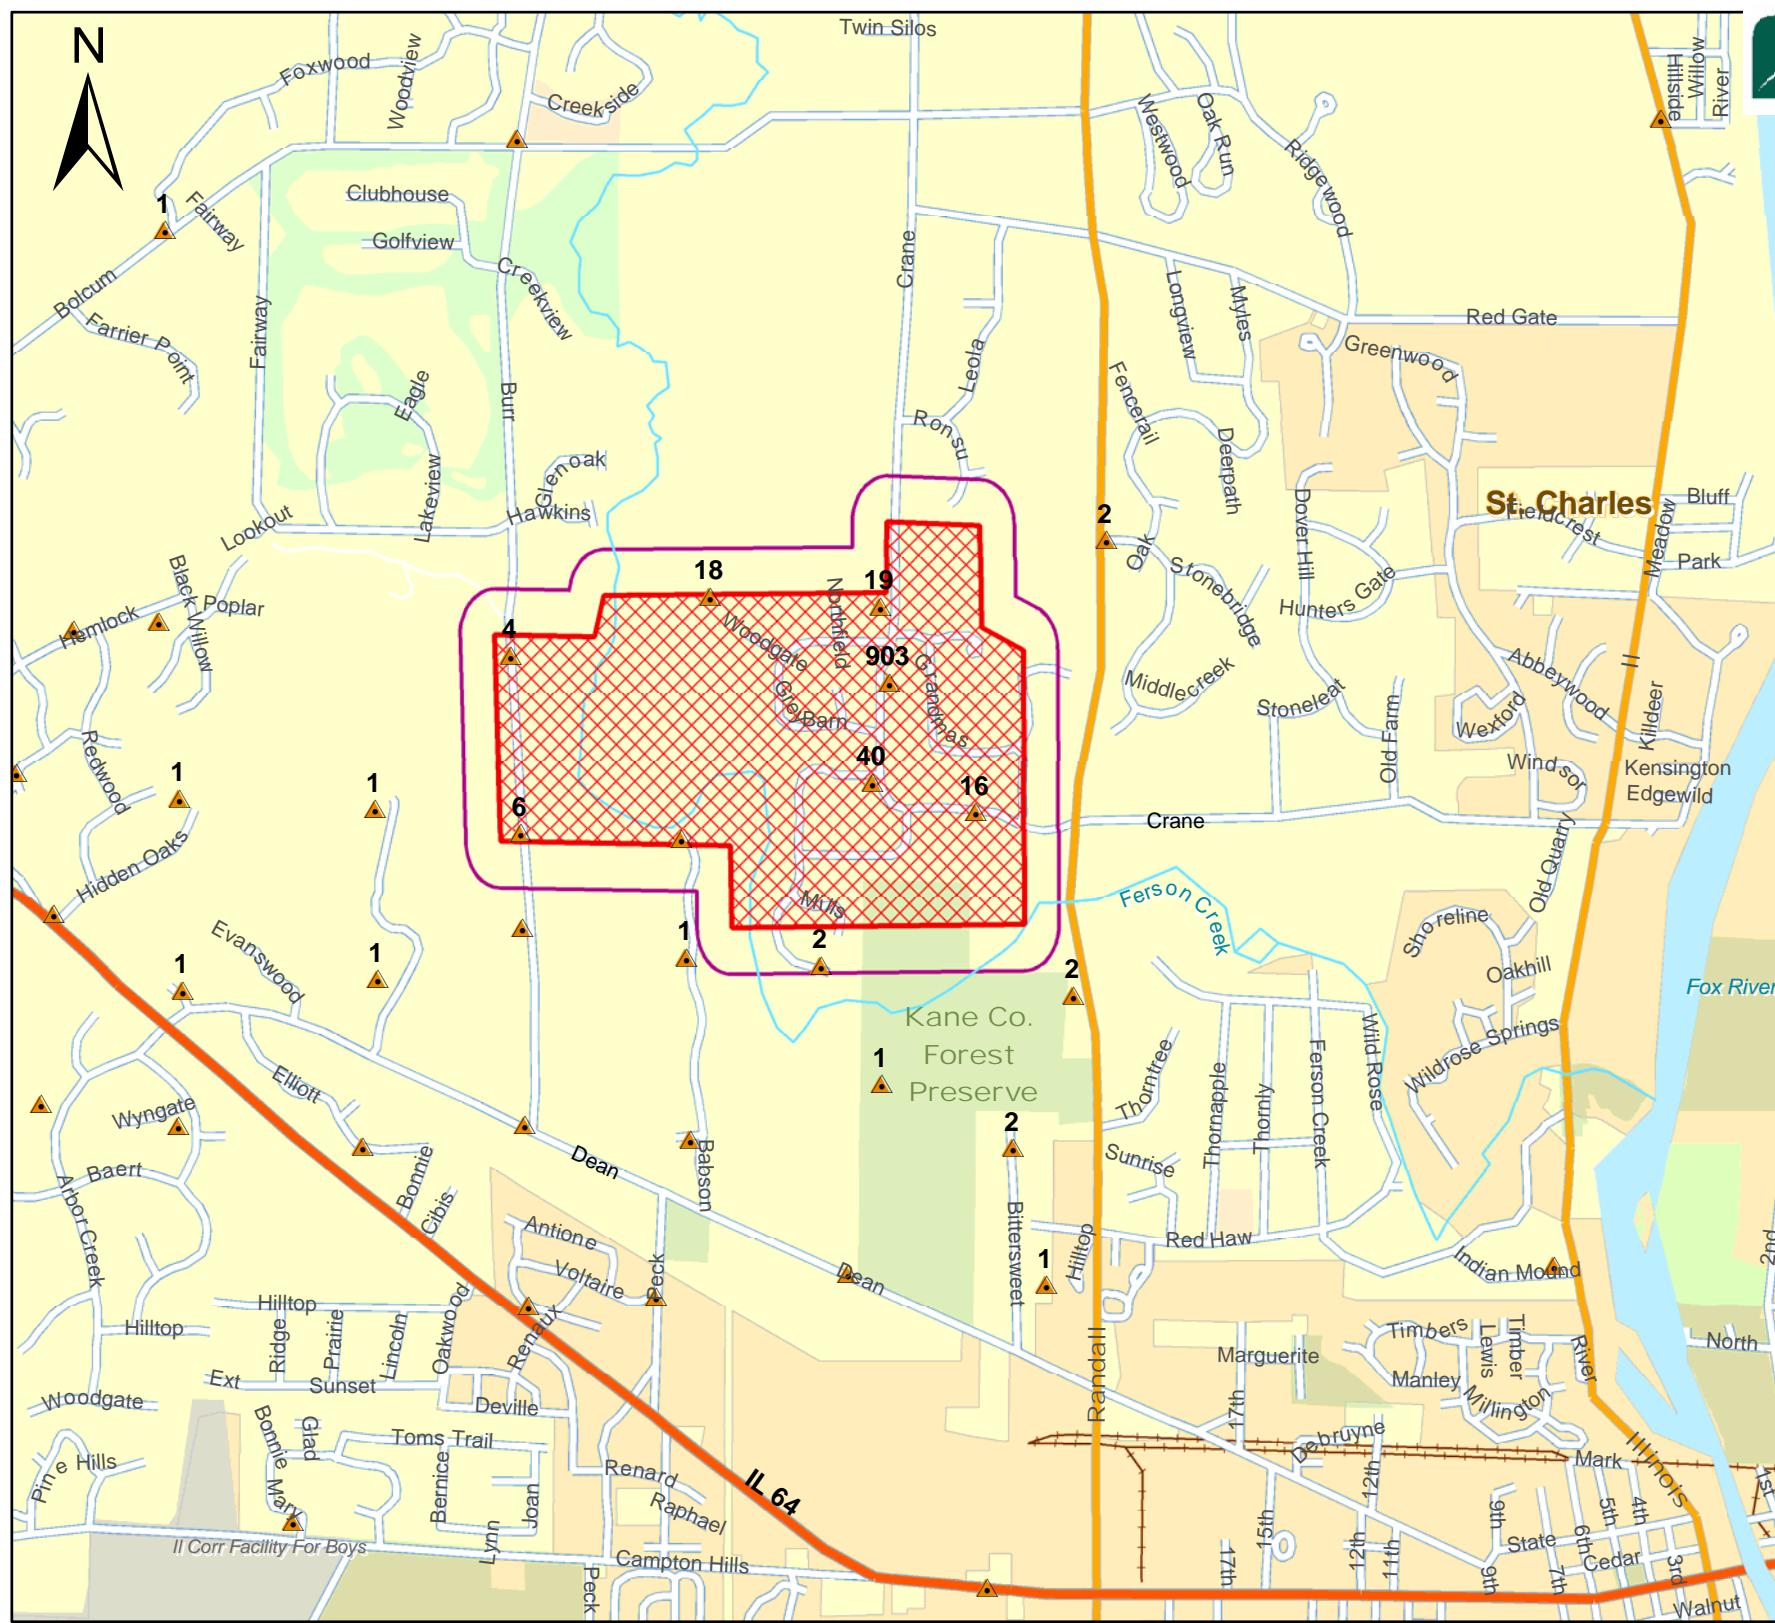 Twin Silos
N
Foxwood
Woodview
Creekside
Hillside
Willow
River
Westwood
Oak Run
Ridgewood
1
Fairway
Clubhouse
Golfview
Creekview
Crane
Bolcum
Farrier Point
Fairway
Longview
Myles
Red Gate
Greenwood
Eagle
Burr
Leola
Ronsu
Fencerail
Deerpath
Glenoak
Lakeview
Hawkins
Lookout
St. Charles
Fieldcrest
Bluff
Meadow
Park
2
Oak
Dover Hill
Stonebridge
Hunters Gate
Black Willow
Poplar
Hemlock
18
19
4
Northfield
Woodgate
903
Grandmas
Grey Barn
Middlecreek
Stoneleat
Old Farm
Abbeywood
Wexford
II
Killdeer
Windsor
Kensington
Edgewild
Redwood
1
1
40
16
6
Crane
Hidden Oaks
Old Quarry
Mulls
Ferson Creek
Shoreline
Oakhill
Evanswood
1
1
1
2
2
Fox River
Kane Co.
Forest
Preserve
1
Wildrose Springs
Wild Rose
Ferson Creek
Thorntree
Thornapple
Thornly
Elliott
Wyngate
2
Sunrise
Baert
Dean
Babson
Bonnie
Cibis
Arbor Creek
Antione
Voltaire
Peck
Bittersweet
1
Hilltop
Red Haw
Indian Mound
2nd
Dean
Hilltop
Hilltop
Ridge
Prairie
Lincoln
Oakwood
Renaux
Randall
Timbers
Lewis
Timber
River
North
Marguerite
Manley
Millington
Ext
Sunset
Woodgate
Deville
17th
Debruyne
Illinois
Bonnie Mary
Glad
Toms Trail
Pine Hills
Bernice
Joan
Renard
Raphael
IL 64
12th
Mark
1st
Lynn
15th
9th
5th
4th
State
6th
Cedar
Il Corr Facility For Boys
Campton Hills
Peck
17th
12th
11th
9th
7th
3rd
Walnut